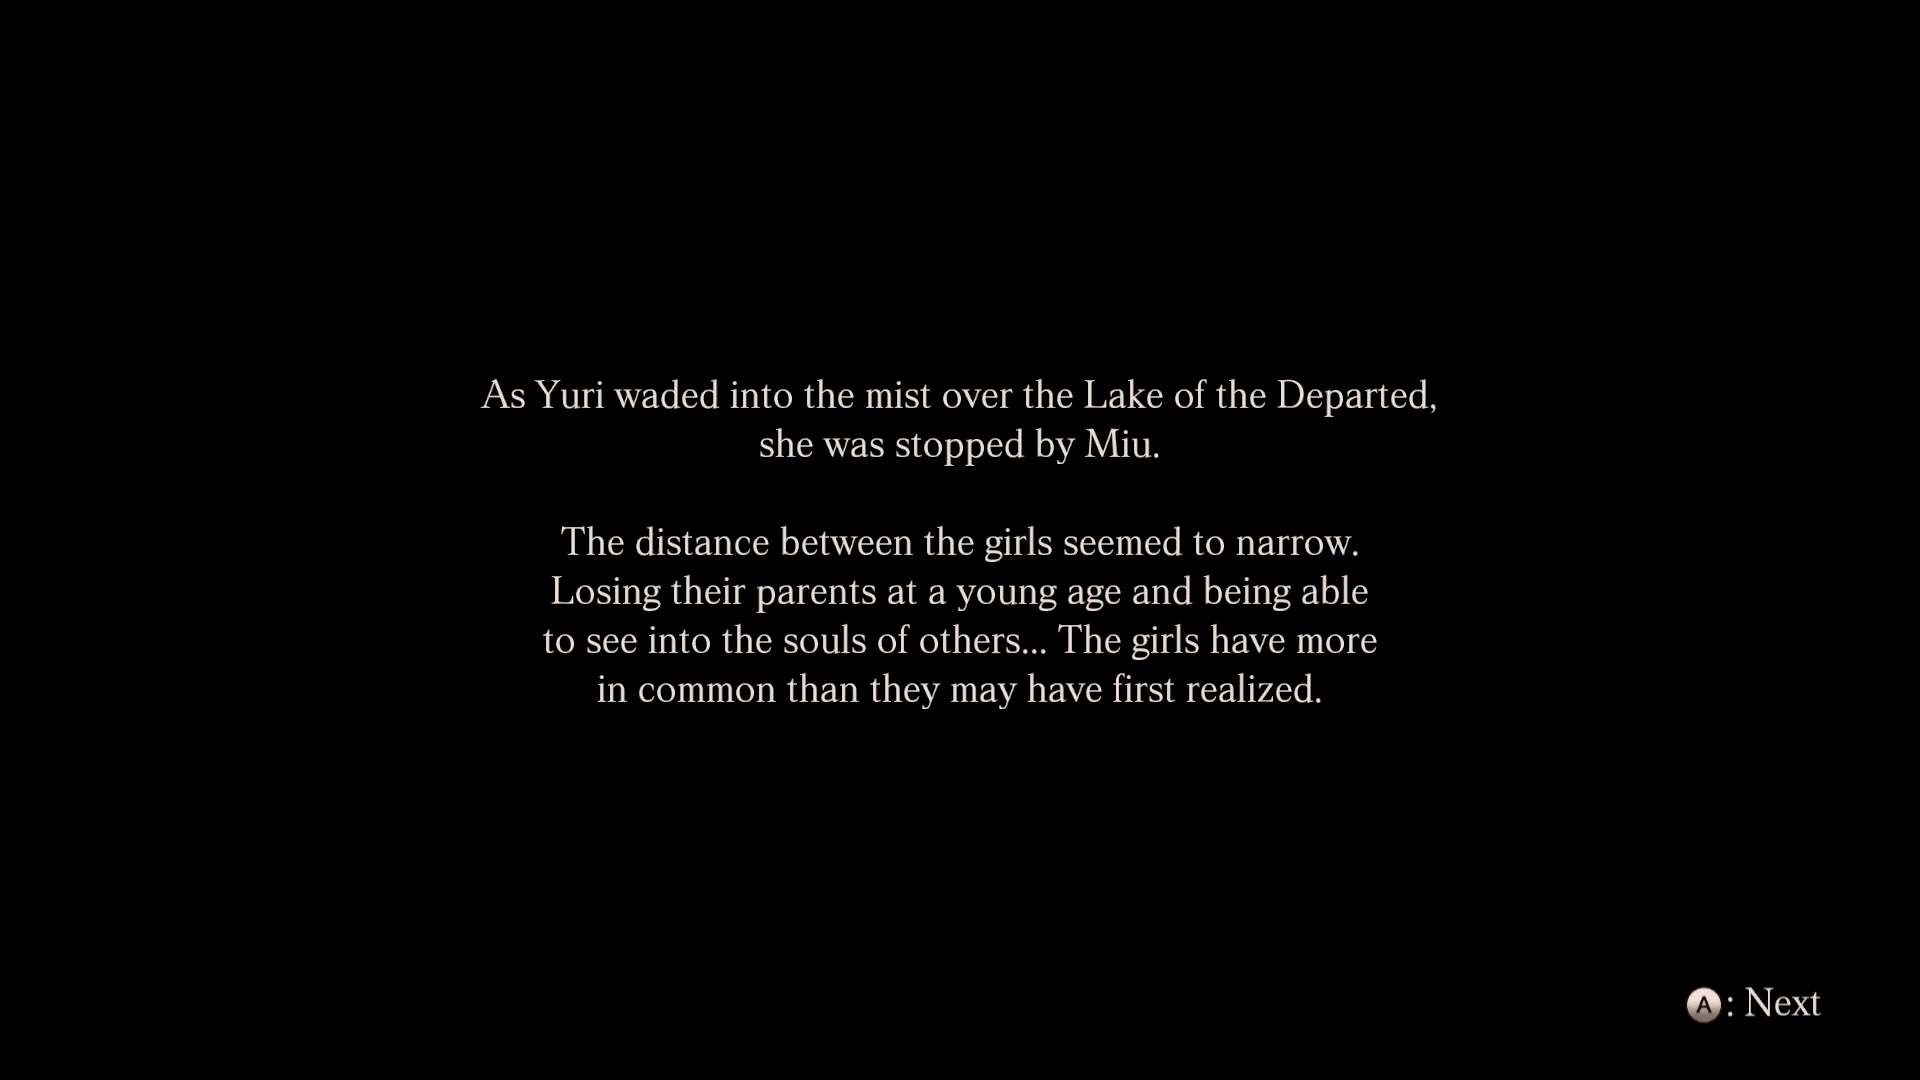 As Yuri waded into the mist over the Lake of the Departed,
she was stopped by Miu.
The distance between the girls seemed to narrow.
Losing their parents at a young age and being able
to see into the souls of others... The girls have more
in common than they may have first realized.
A: Next